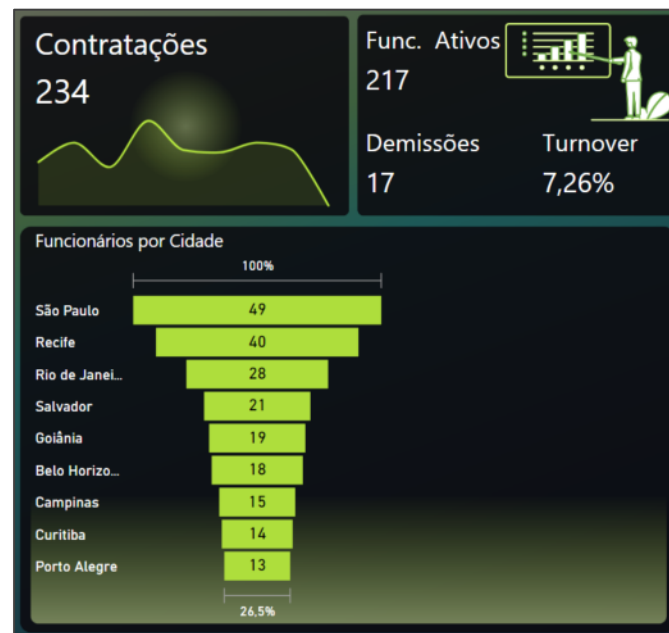 Contratações
234
Func. Ativos
217
Demissões
17
Turnover
7,26%
Funcionários por Cidade
100%
São Paulo 49
Recife 40
Rio de Janei... 28
Salvador 21
Goiânia 19
Belo Horizo... 18
Campinas 15
Curitiba 14
Porto Alegre 13
26,5%